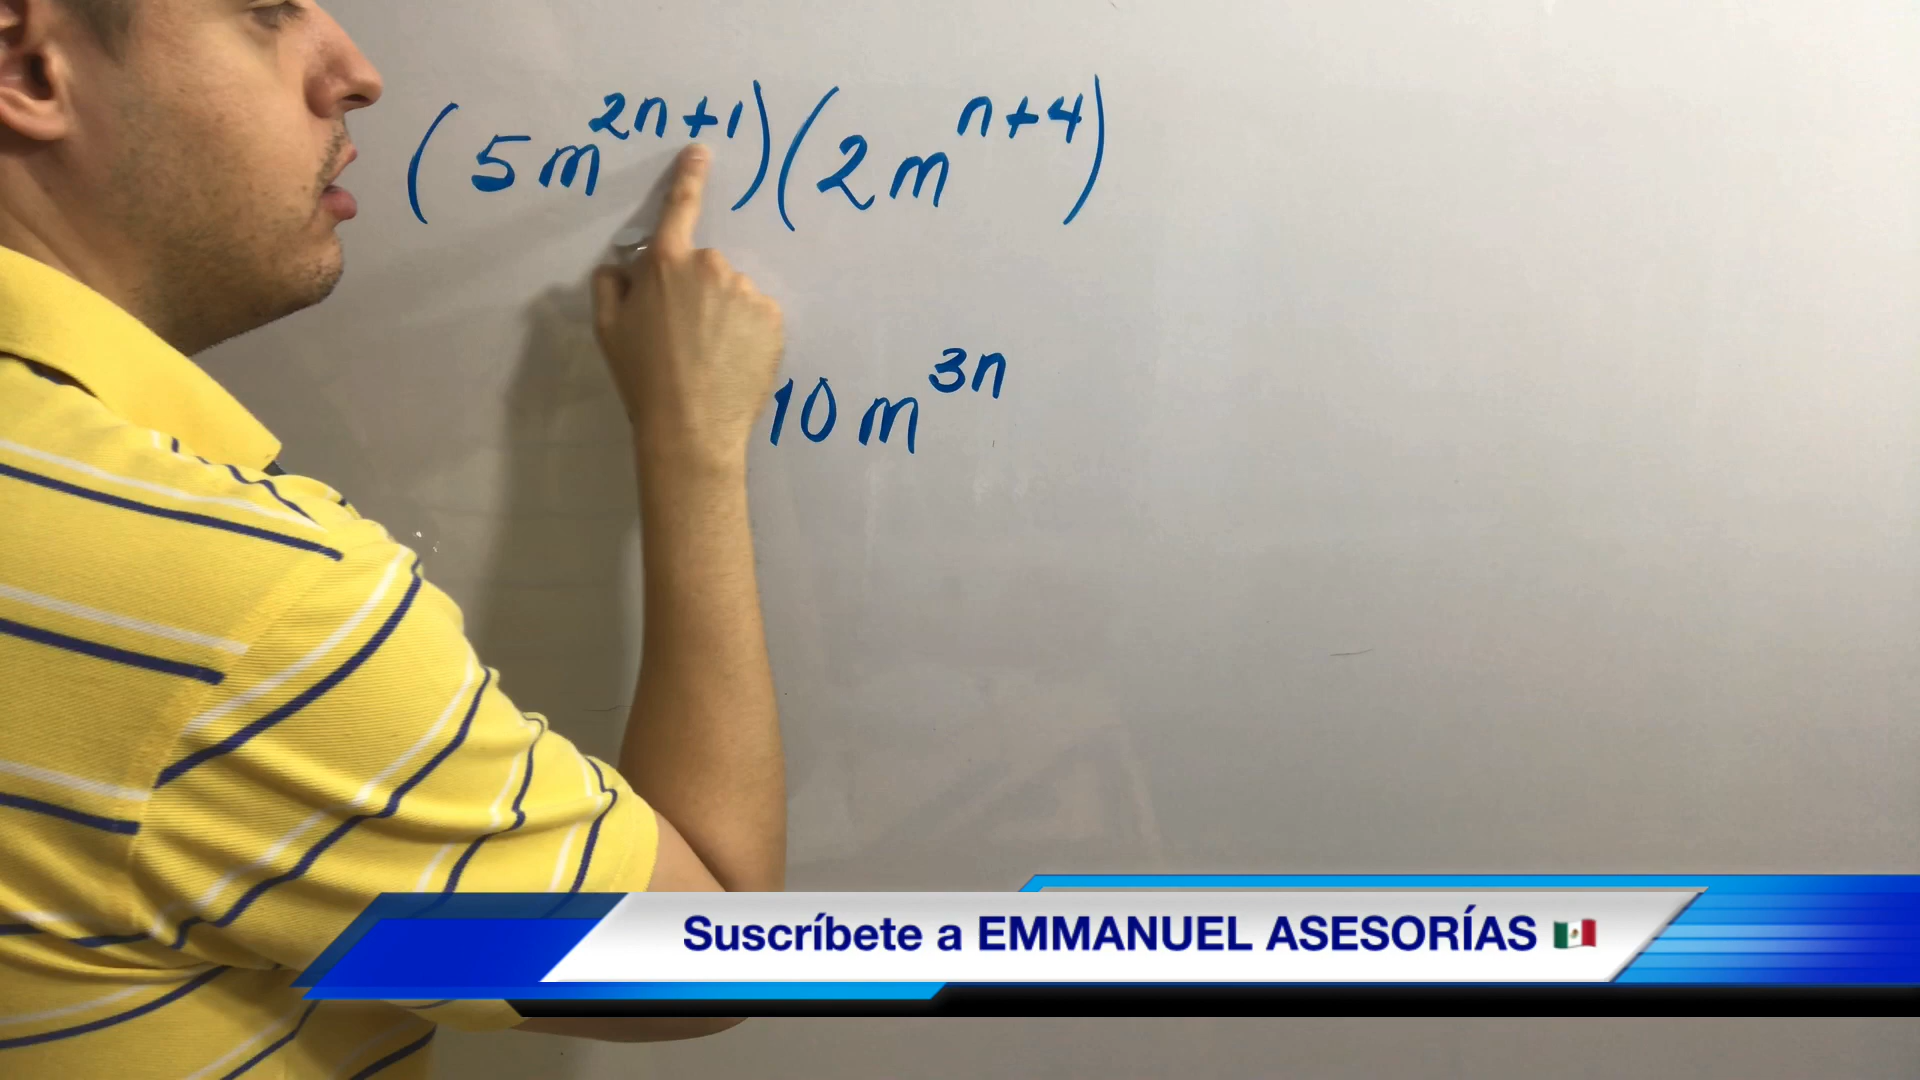 (5m^{2n+1})(2m^{n+4})
10m^{3n}
Suscríbete a EMMANUEL ASESORÍAS 🇲🇽